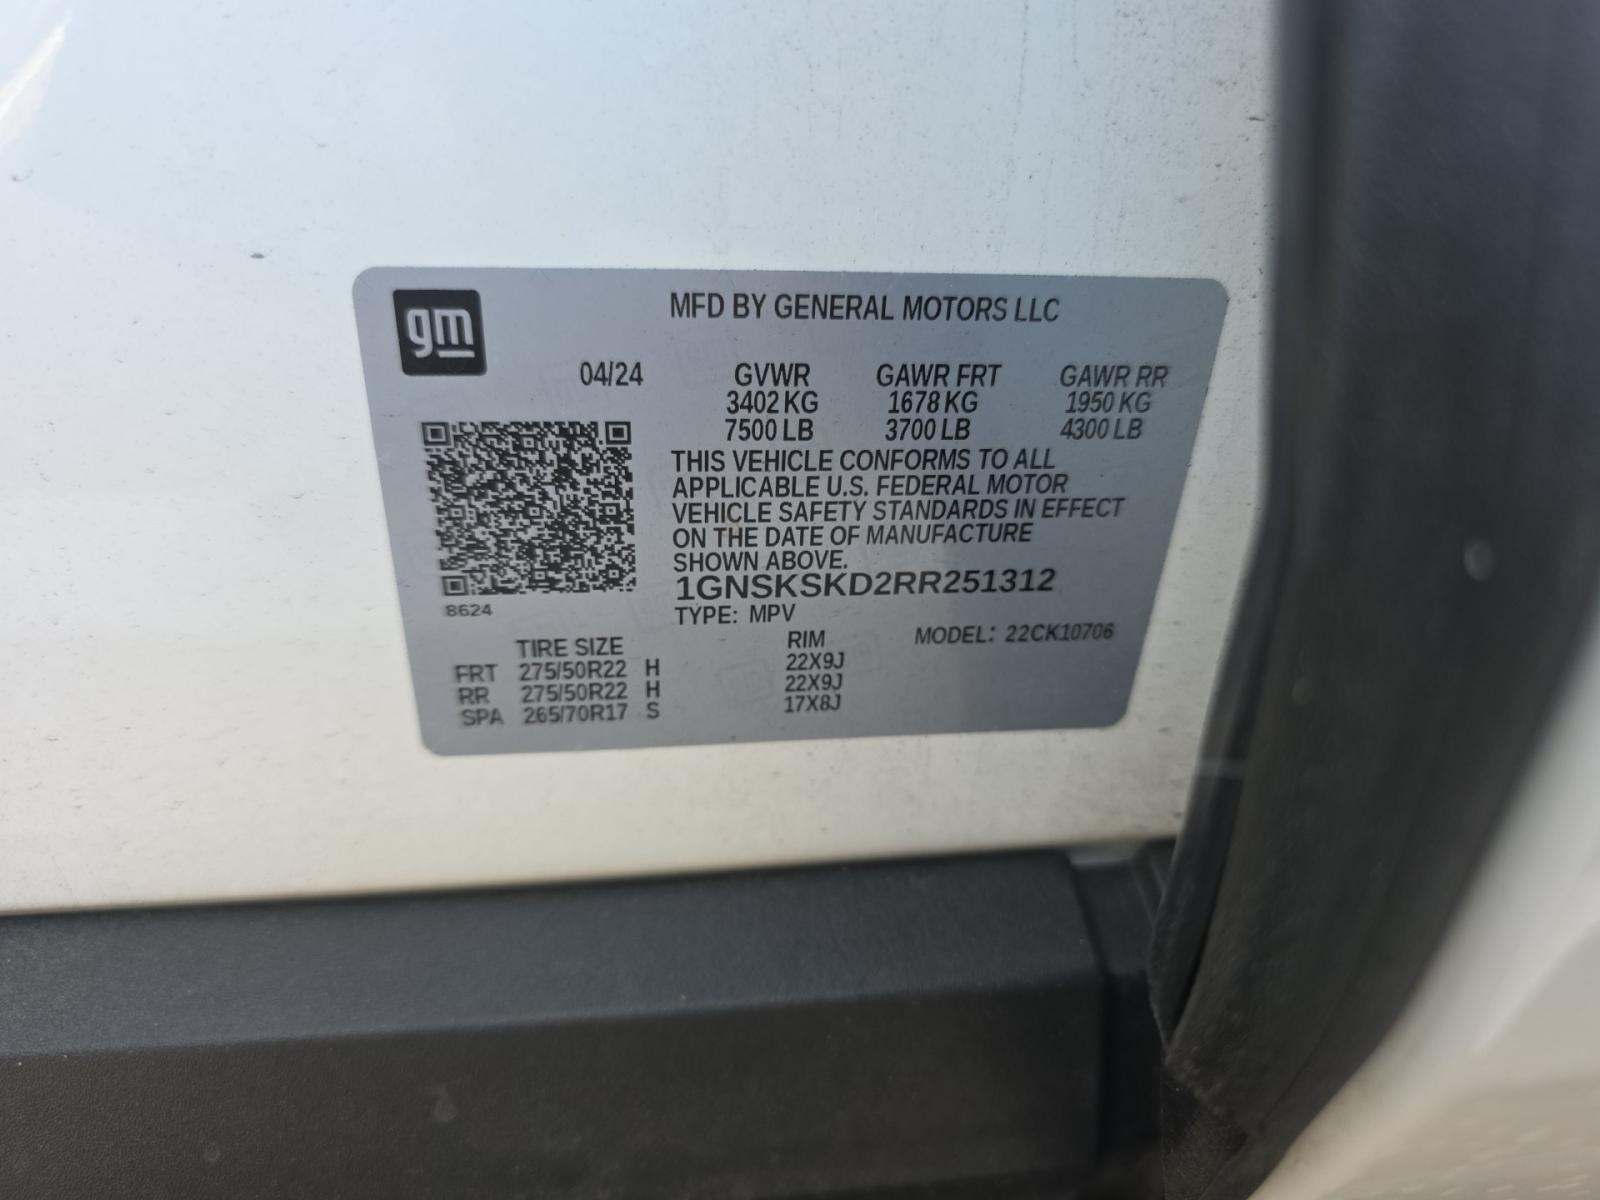 gm
MFD BY GENERAL MOTORS LLC
04/24 GVWR GAWR FRT GAWR RR
3402 KG 1678 KG 1950 KG
7500 LB 3700 LB 4300 LB
THIS VEHICLE CONFORMS TO ALL
APPLICABLE U.S. FEDERAL MOTOR
VEHICLE SAFETY STANDARDS IN EFFECT
ON THE DATE OF MANUFACTURE
SHOWN ABOVE.
1GNSKSKD2RR251312
8624
TYPE: MPV
TIRE SIZE RIM MODEL: 22CK10706
FRT 275/50R22 H 22X9J
RR 275/50R22 H 22X9J
SPA 265/70R17 S 17X8J